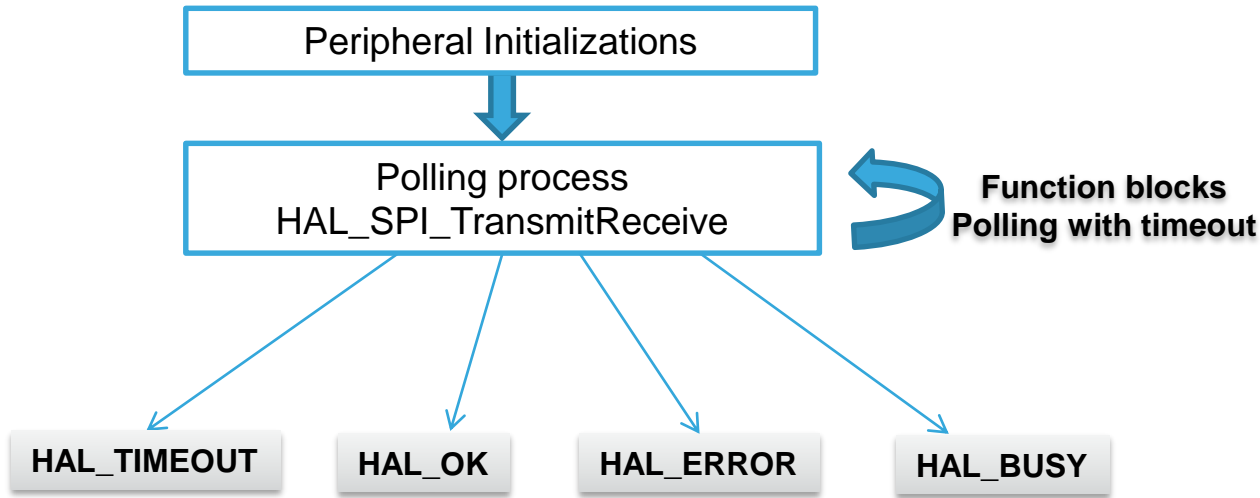 Peripheral Initializations
Polling process
HAL_SPI_TransmitReceive
Function blocks
Polling with timeout
HAL_TIMEOUT
HAL_OK
HAL_ERROR
HAL_BUSY